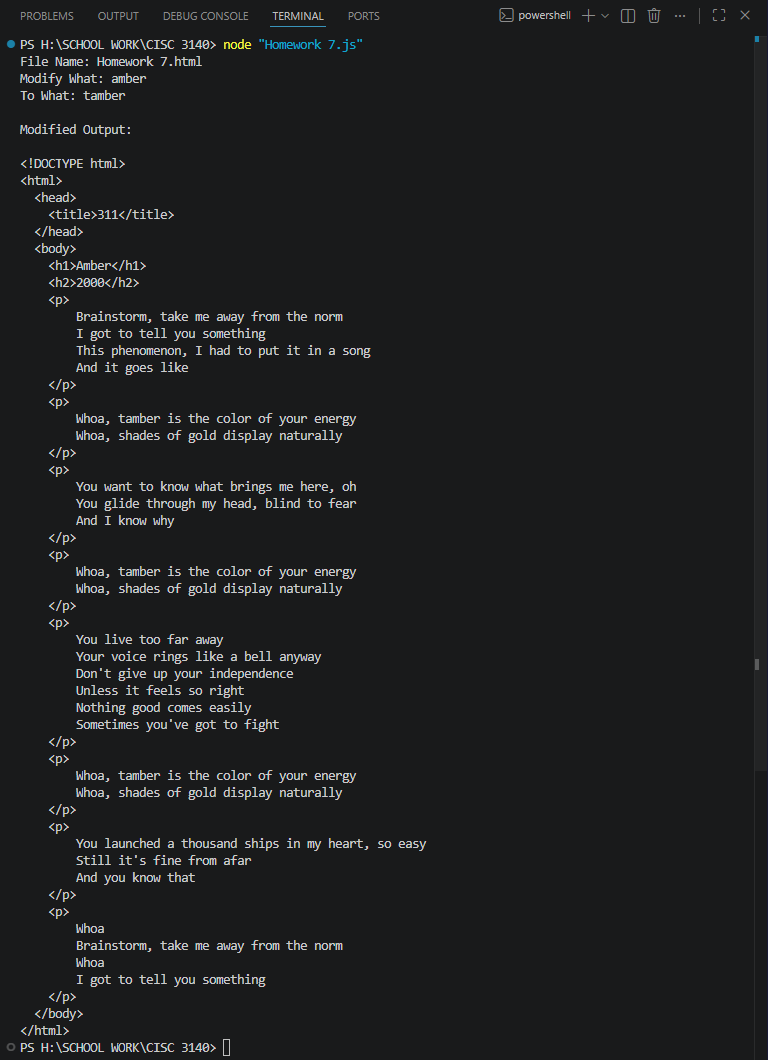 PROBLEMS OUTPUT DEBUG CONSOLE TERMINAL PORTS powershell
PS H:\SCHOOL WORK\CISC 3140> node "Homework 7.js"
File Name: Homework 7.html
Modify What: amber
To What: tamber

Modified Output:

<!DOCTYPE html>
<html>
  <head>
    <title>311</title>
  </head>
  <body>
    <h1>Amber</h1>
    <h2>2000</h2>
    <p>
        Brainstorm, take me away from the norm
        I got to tell you something
        This phenomenon, I had to put it in a song
        And it goes like
    </p>
    <p>
        Whoa, tamber is the color of your energy
        Whoa, shades of gold display naturally
    </p>
    <p>
        You want to know what brings me here, oh
        You glide through my head, blind to fear
        And I know why
    </p>
    <p>
        Whoa, tamber is the color of your energy
        Whoa, shades of gold display naturally
    </p>
    <p>
        You live too far away
        Your voice rings like a bell anyway
        Don't give up your independence
        Unless it feels so right
        Nothing good comes easily
        Sometimes you've got to fight
    </p>
    <p>
        Whoa, tamber is the color of your energy
        Whoa, shades of gold display naturally
    </p>
    <p>
        You launched a thousand ships in my heart, so easy
        Still it's fine from afar
        And you know that
    </p>
    <p>
        Whoa
        Brainstorm, take me away from the norm
        Whoa
        I got to tell you something
    </p>
  </body>
</html>
PS H:\SCHOOL WORK\CISC 3140>